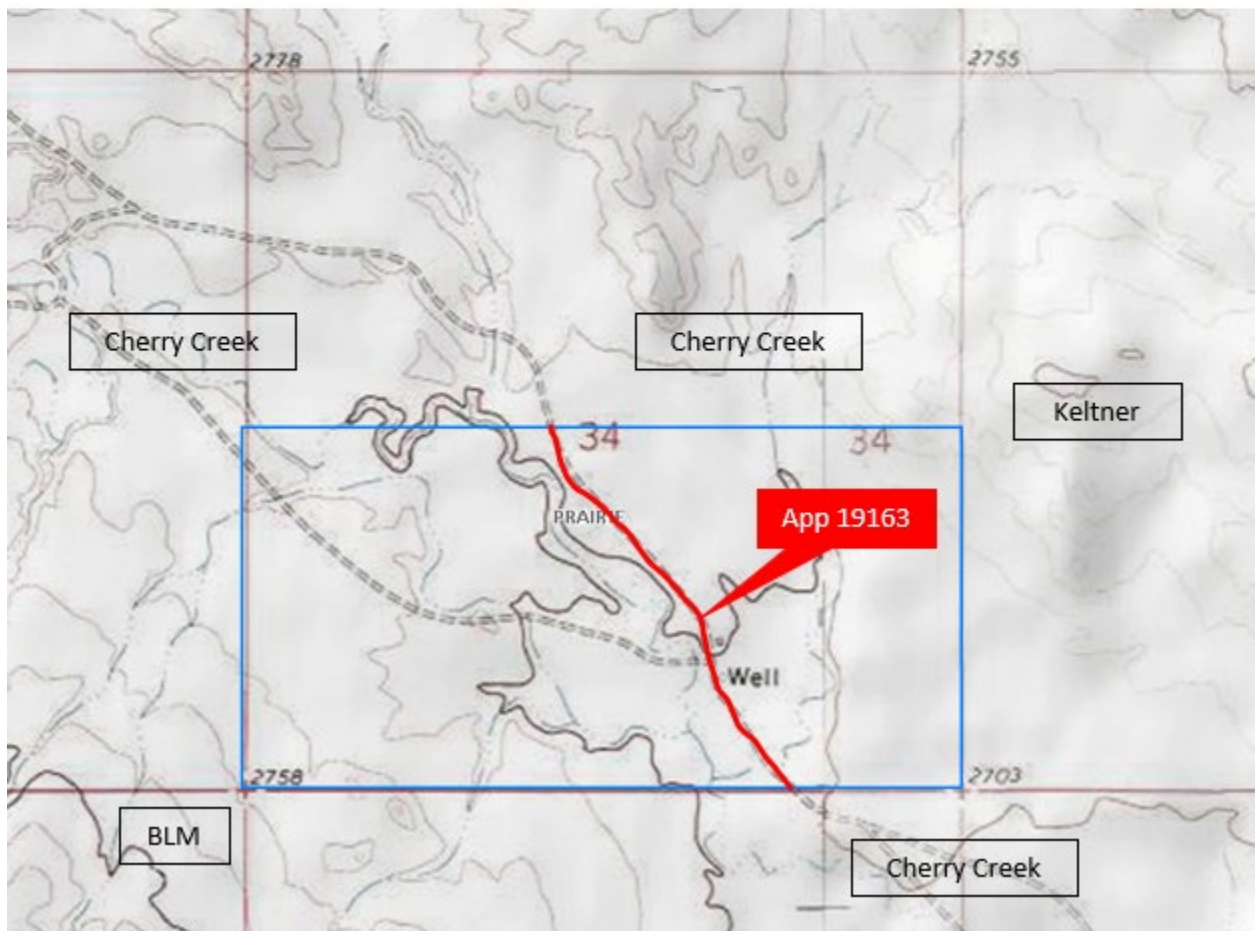 2778
2755
Cherry Creek
Cherry Creek
Keltner
34
34
PRAIRIE
App 19163
Well
2758
2703
BLM
Cherry Creek